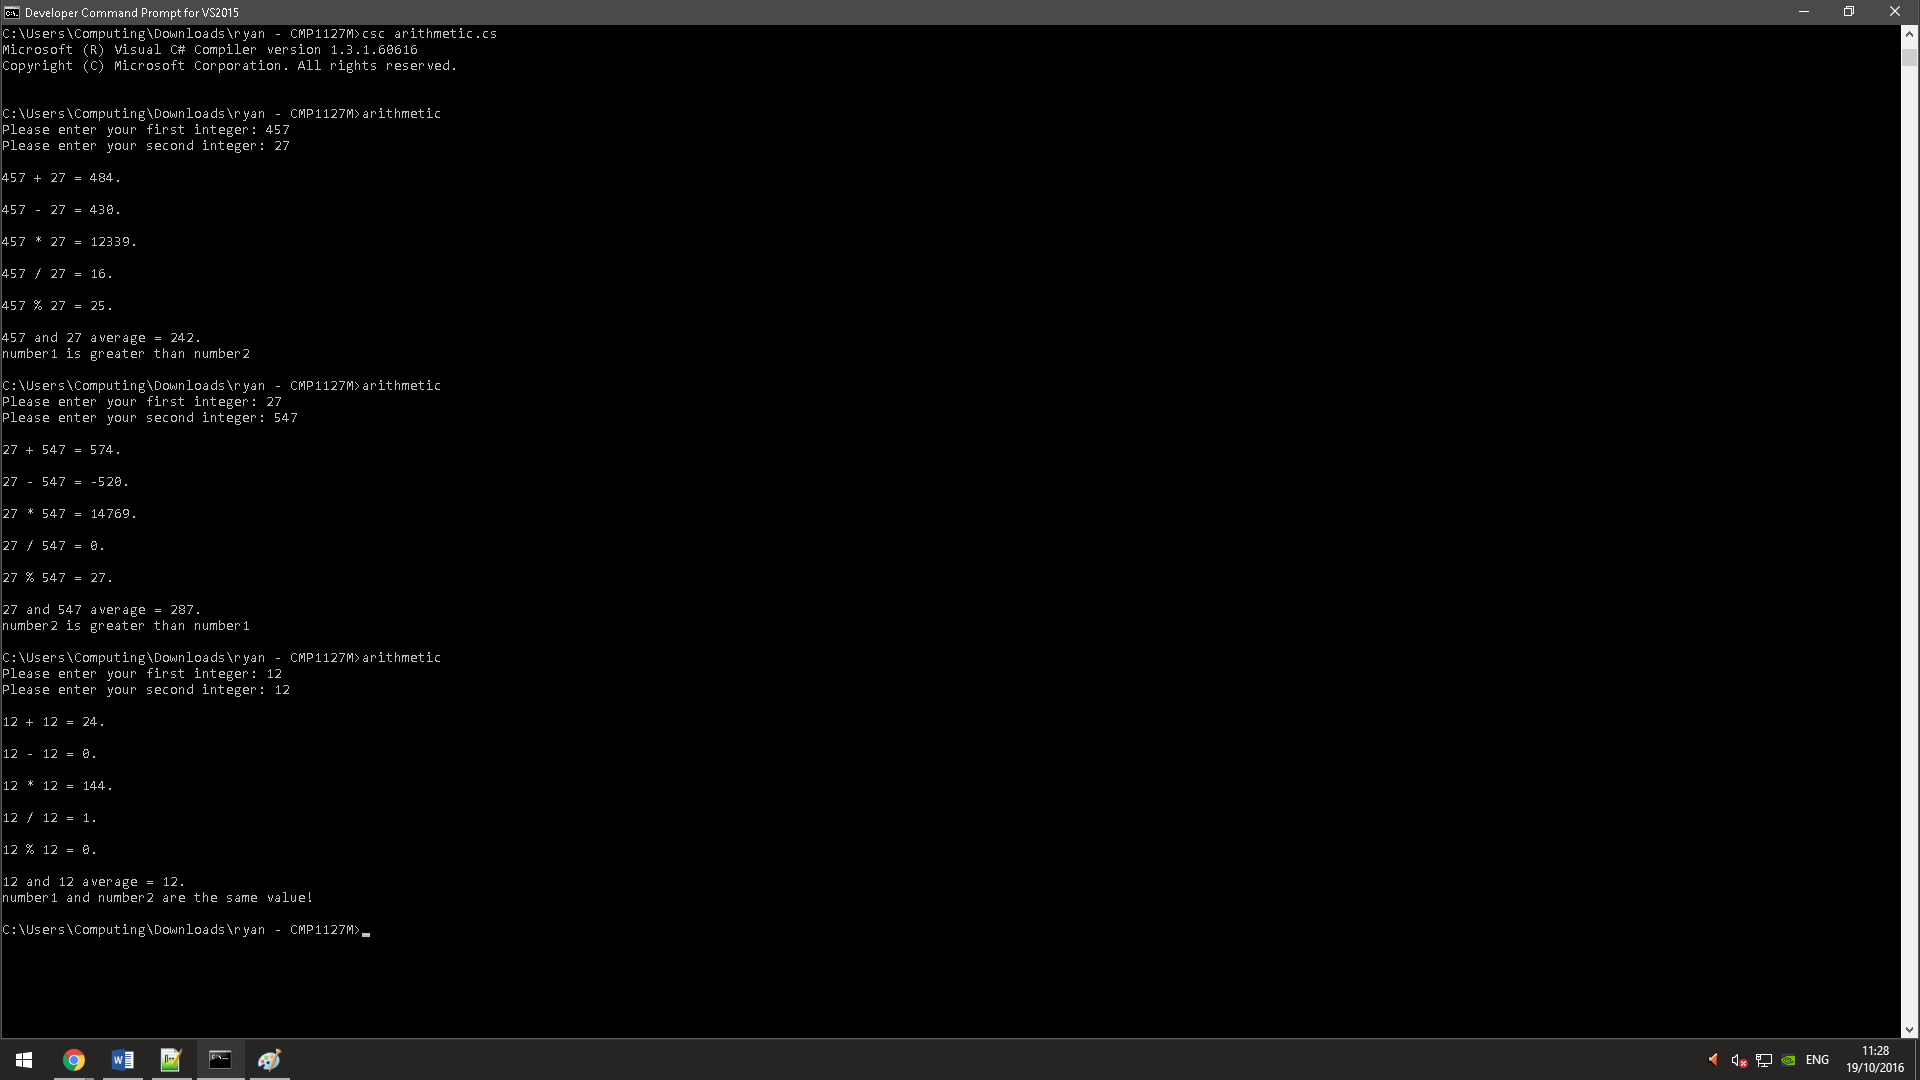 Developer Command Prompt for VS2015
C:\Users\Computing\Downloads\ryan - CMP1127M>csc arithmetic.cs
Microsoft (R) Visual C# Compiler version 1.3.1.60616
Copyright (C) Microsoft Corporation. All rights reserved.
C:\Users\Computing\Downloads\ryan - CMP1127M>arithmetic
Please enter your first integer: 457
Please enter your second integer: 27
457 + 27 = 484.
457 - 27 = 430.
457 * 27 = 12339.
457 / 27 = 16.
457 % 27 = 25.
457 and 27 average = 242.
number1 is greater than number2
C:\Users\Computing\Downloads\ryan - CMP1127M>arithmetic
Please enter your first integer: 27
Please enter your second integer: 547
27 + 547 = 574.
27 - 547 = -520.
27 * 547 = 14769.
27 / 547 = 0.
27 % 547 = 27.
27 and 547 average = 287.
number2 is greater than number1
C:\Users\Computing\Downloads\ryan - CMP1127M>arithmetic
Please enter your first integer: 12
Please enter your second integer: 12
12 + 12 = 24.
12 - 12 = 0.
12 * 12 = 144.
12 / 12 = 1.
12 % 12 = 0.
12 and 12 average = 12.
number1 and number2 are the same value!
C:\Users\Computing\Downloads\ryan - CMP1127M>_
ENG
11:28
19/10/2016